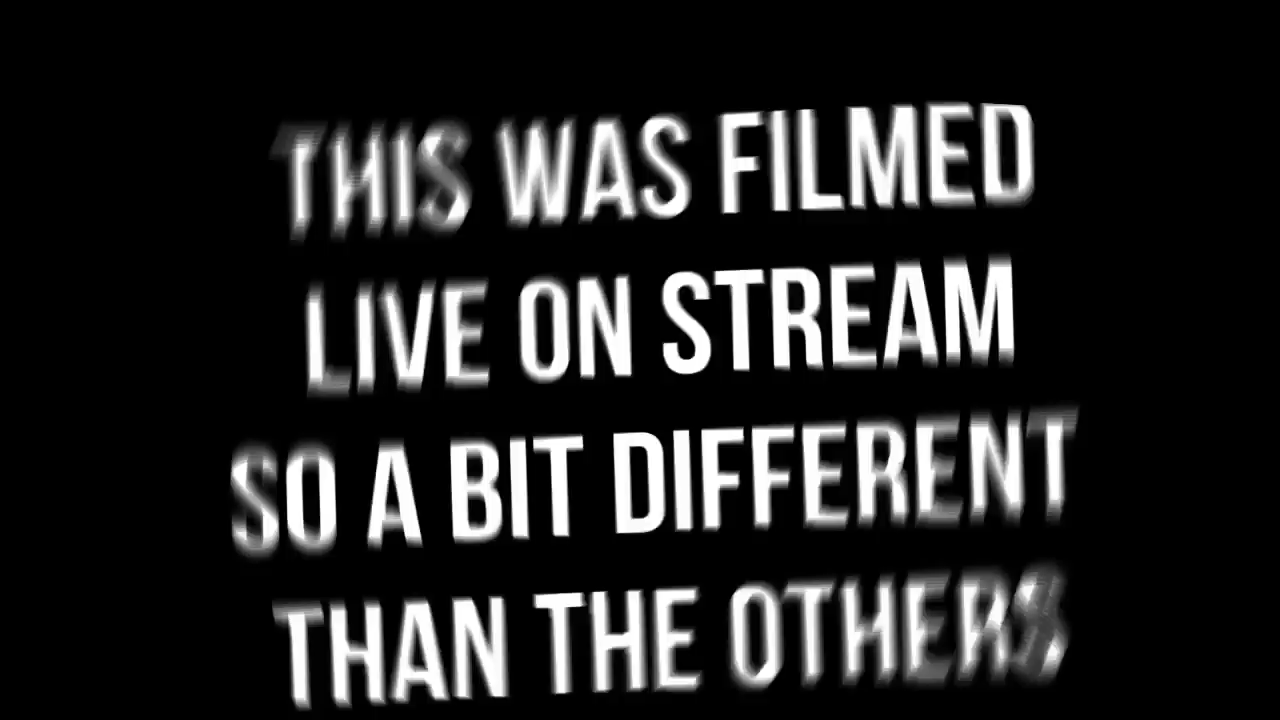 THIS WAS FILMED
LIVE ON STREAM
SO A BIT DIFFERENT
THAN THE OTHERS